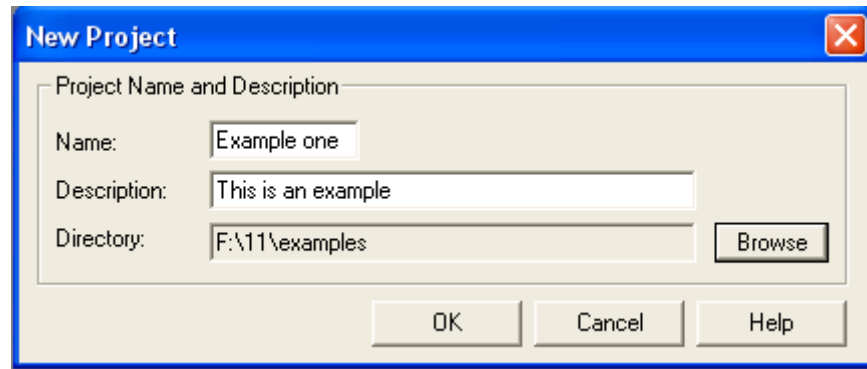 New Project
Project Name and Description
Name: Example one
Description: This is an example
Directory: F:\11\examples Browse
OK Cancel Help